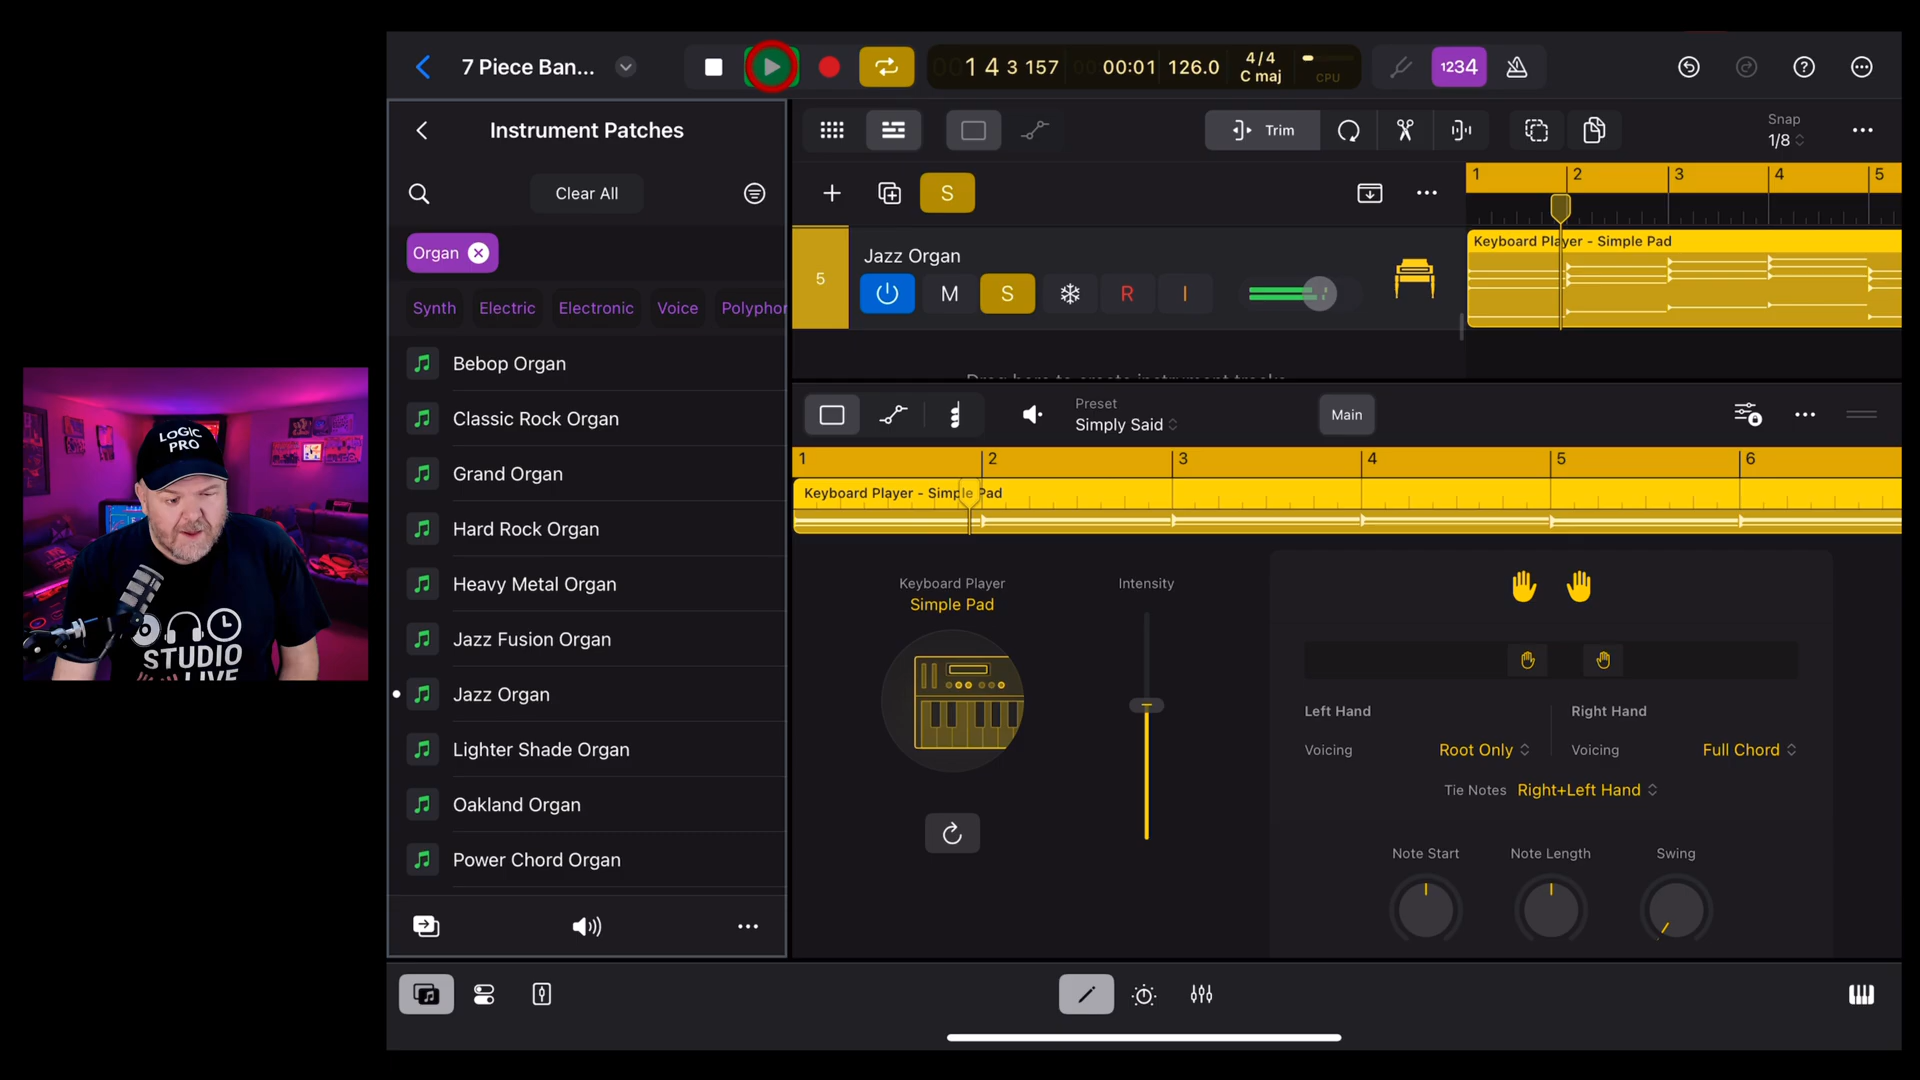 7 Piece Ban...
1 4 3 157
00:01
126.0
4/4
C maj
CPU
1234
Instrument Patches
Clear All
Organ
Synth
Electric
Electronic
Voice
Polyphor
Bebop Organ
Classic Rock Organ
Grand Organ
Hard Rock Organ
Heavy Metal Organ
Jazz Fusion Organ
Jazz Organ
Lighter Shade Organ
Oakland Organ
Power Chord Organ
Trim
Snap
1/8
S
1 2 3 4 5
5
Jazz Organ
M S R I
Keyboard Player - Simple Pad
Preset
Simply Said
Main
1 2 3 4 5 6
Keyboard Player - Simple Pad
Keyboard Player
Simple Pad
Intensity
Left Hand
Right Hand
Voicing
Root Only
Voicing
Full Chord
Tie Notes
Right+Left Hand
Note Start
Note Length
Swing
LOGIC
PRO
STUDIO
LIVE